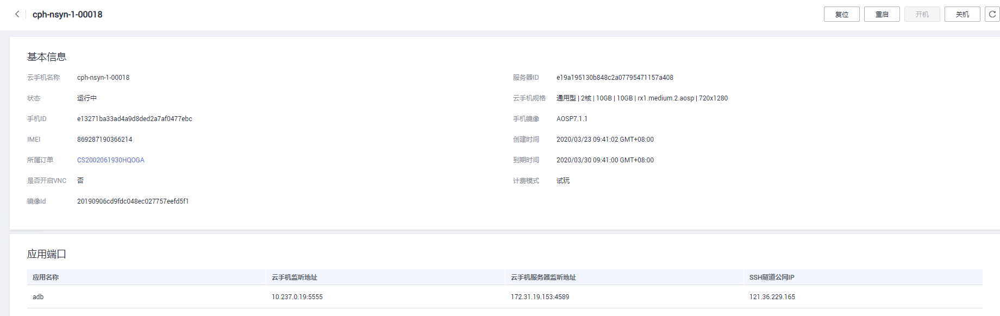 cph-nsyn-1-00018
复位 重启 开机 关机
基本信息
云手机名称 cph-nsyn-1-00018 服务器ID e19a195130b848c2a07795471157a408
状态 运行中 云手机规格 通用型 | 2核 | 10GB | 10GB | rx1.medium.2.aosp | 720x1280
手机ID e13271ba33ad4a9d8ded2a7af0477ebc 手机镜像 AOSP7.1.1
IMEI 869287190366214 创建时间 2020/03/23 09:41:02 GMT+08:00
所属订单 CS2002061930HQOGA 到期时间 2020/03/30 09:41:00 GMT+08:00
是否开启VNC 否 计费模式 试玩
镜像Id 20190906cd9fdc048ec027757eefd5f1
应用端口
应用名称 云手机监听地址 云手机服务器监听地址 SSH隧道公网IP
adb 10.237.0.19:5555 172.31.19.153:4589 121.36.229.165